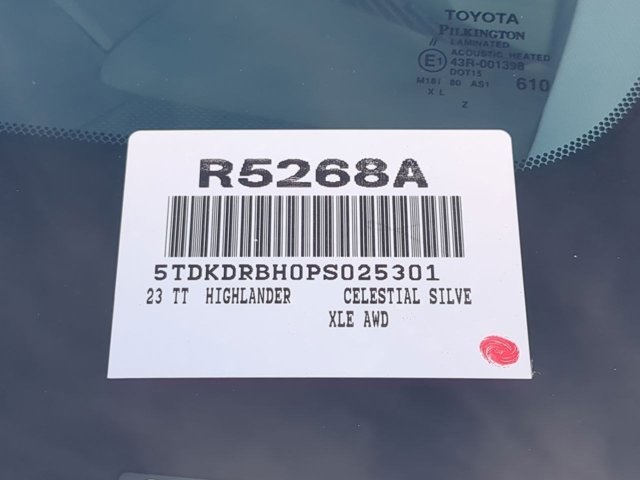 TOYOTA
PILKINGTON
LAMINATED
ACOUSTIC HEATED
E1 43R-001398
DOT15
M181 80 AS1 610
X L
Z
R5268A
5TDKDRBH0PS025301
23 TT HIGHLANDER CELESTIAL SILVE
XLE AWD